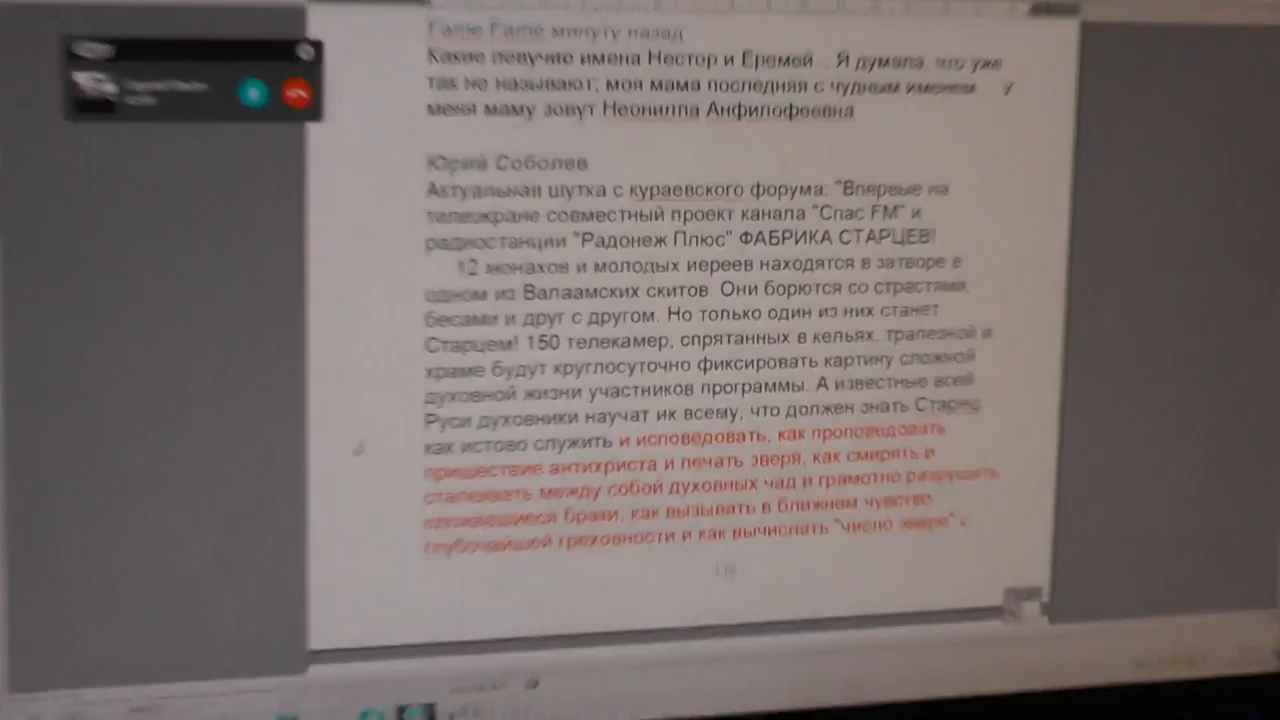 Fame Fame минуту назад
Какие певучие имена Нестор и Еремей... Я думала, что уже
так не называют, моя мама последняя с чудным именем у
меня маму зовут Неонилла Анфилофеевна
Юрий Соболев
Актуальная шутка с кураевского форума: "Впервые на
телеэкране совместный проект канала "Спас FM" и
радиостанции "Радонеж Плюс" ФАБРИКА СТАРЦЕВ!
12 монахов и молодых иереев находятся в затворе в
одном из Валаамских скитов. Они борются со страстями,
бесами и друг с другом. Но только один из них станет
Старцем! 150 телекамер, спрятанных в кельях, трапезной и
храме будут круглосуточно фиксировать картину сложной
духовной жизни участников программы. А известные всей
Руси духовники научат ик всему, что должен знать Старец:
как истово служить и исповедовать, как проповедовать
пришествие антихриста и печать зверя, как смирять и
сталкивать между собой духовных чад и грамотно разрушать
сложившиеся браки, как вызывать в ближнем чувство
глубочайшей греховности и как вычислять "число зверя" с